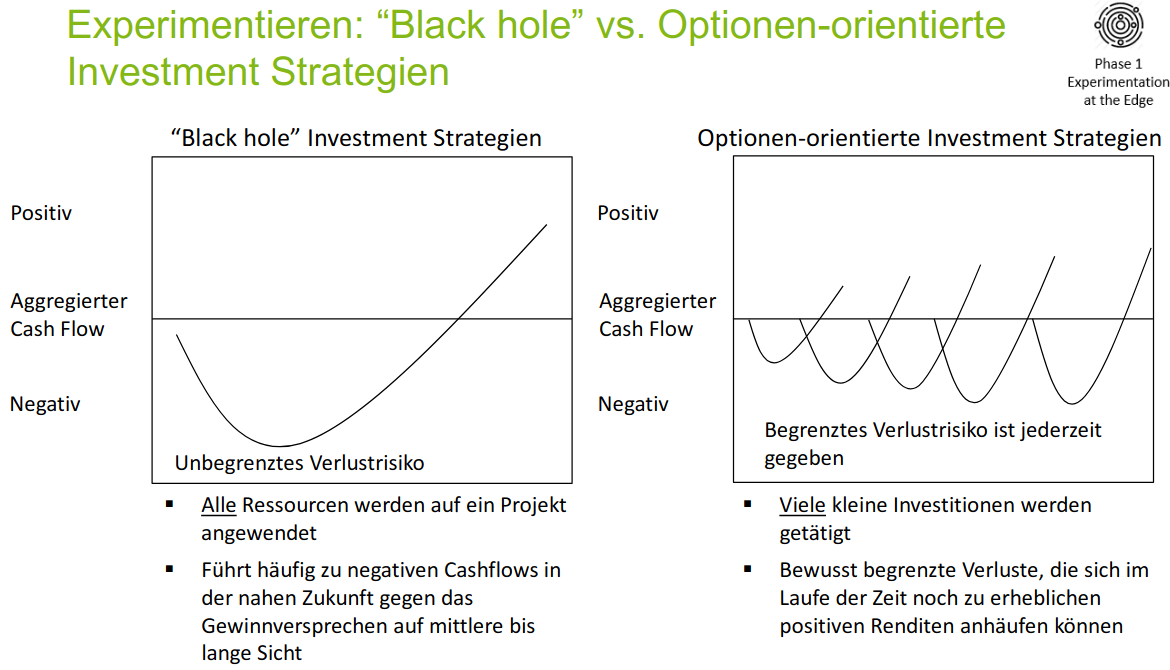 Experimentieren: “Black hole” vs. Optionen-orientierte
Investment Strategien
Phase 1
Experimentation
at the Edge
“Black hole” Investment Strategien
Positiv
Aggregierter
Cash Flow
Negativ
Unbegrenztes Verlustrisiko
▪ Alle Ressourcen werden auf ein Projekt
angewendet
▪ Führt häufig zu negativen Cashflows in
der nahen Zukunft gegen das
Gewinnversprechen auf mittlere bis
lange Sicht
Optionen-orientierte Investment Strategien
Positiv
Aggregierter
Cash Flow
Negativ
Begrenztes Verlustrisiko ist jederzeit
gegeben
▪ Viele kleine Investitionen werden
getätigt
▪ Bewusst begrenzte Verluste, die sich im
Laufe der Zeit noch zu erheblichen
positiven Renditen anhäufen können